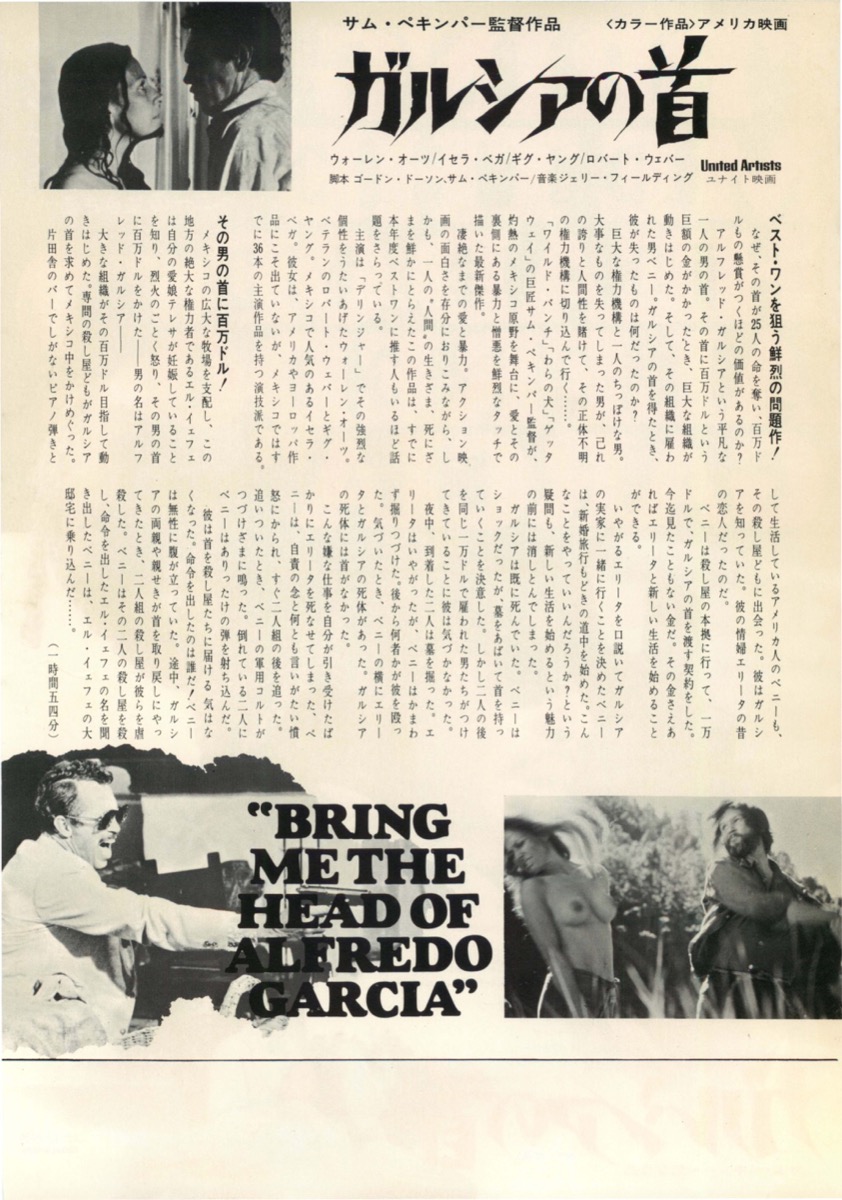 サム・ペキンパー監督作品
〈カラー作品〉アメリカ映画
ガルシアの首
ウォーレン・オーツ/イセラ・ベガ/ギグ・ヤング/ロバート・ウェバー
脚本 ゴードン・ドーソン、サム・ペキンパー/音楽ジェリー・フィールディング
United Artists
ユナイト映画
ベスト・ワンを狙う鮮烈の問題作!
なぜ、その首が25人の命を奪い、百万ド
ルもの懸賞がつくほどの価値があるのか?
アルフレッド・ガルシアという平凡な
一人の男の首。その首に百万ドルという
巨額の金がかかったとき、巨大な組織が
動きはじめた。そして、その組織に雇わ
れた男ベニー。ガルシアの首を得たとき、
彼が失ったものは何だったのか?
巨大な権力機構と一人のちっぽけな男。
大事なものを失ってしまった男が、己れ
の誇りと人間性を賭けて、その正体不明
の権力機構に切り込んで行く……。
「ワイルド・バンチ」「わらの犬」「ゲッタ
ウェイ」の巨匠サム・ペキンパー監督が、
灼熱のメキシコ原野を舞台に、愛とその
裏側にある暴力と憎悪を鮮烈なタッチで
描いた最新傑作。
凄絶なまでの愛と暴力。アクション映
画の面白さを存分におりこみながら、し
かも、一人の“人間”の生きざま、死にざ
まを鮮かにとらえたこの作品は、すでに
本年度ベストワンに推す人もいるほど話
題をさらっている。
主演は「デリンジャー」でその強烈な
個性をうたいあげたウォーレン・オーツ。
ベテランのロバート・ウェバーとギグ・
ヤング。メキシコで人気のあるイセラ・
ベガ。彼女は、アメリカやヨーロッパ作
品にこそ出ていないが、メキシコではす
でに36本の主演作品を持つ演技派である。
その男の首に百万ドル!
メキシコの広大な牧場を支配し、この
地方の絶大な権力者であるエル・イェフェ
は自分の愛娘テレサが妊娠していること
を知り、烈火のごとく怒り、その男の首
に百万ドルをかけた──男の名はアルフ
レッド・ガルシア──
大きな組織がその百万ドル目指して動
きはじめた。専門の殺し屋どもがガルシア
の首を求めてメキシコ中をかけめぐった。
片田舎のバーでしがないピアノ弾きと
して生活しているアメリカ人のベニーも、
その殺し屋どもに出会った。彼はガルシ
アを知っていた。彼の情婦エリータの昔
の恋人だったのだ。
ベニーは殺し屋の本拠に行って、一万
ドルで、ガルシアの首を渡す契約をした。
今迄見たこともない金だ。その金さえあ
ればエリータと新しい生活を始めること
ができる。
いやがるエリータを口説いてガルシア
の実家に一緒に行くことを決めたベニー
は、新婚旅行もどきの道中を始めた。こん
なことをやっていいんだろうか?という
疑問も、新しい生活を始めるという魅力
の前には消しとんでしまった。
ガルシアは既に死んでいた。ベニーは
ショックだったが、墓をあばいて首を持っ
ていくことを決意した。しかし二人の後
を同じ一万ドルで雇われた男たちがつけ
てきていることに彼は気づかなかった。
夜中、到着した二人は墓を掘った。エ
リータはいやがったが、ベニーはかまわ
ず掘りつづけた。後から何者かが彼を殴っ
た。気づいたとき、ベニーの横にエリー
タとガルシアの死体があった。ガルシア
の死体には首がなかった。
こんな嫌な仕事を自分が引き受けたば
かりにエリータを死なせてしまった、ベ
ニーは、自責の念と何とも言いがたい憤
怒にかられ、すぐ二人組の後を追った。
追いついたとき、ベニーの軍用コルトが
つづけざまに鳴った。倒れている二人に
ベニーはありったけの弾を射ち込んだ。
彼は首を殺し屋たちに届ける気はな
くなった。命令を出したのは誰だ!ベニー
は無性に腹が立っていた。途中、ガルシ
アの両親や親せきが首を取り戻しにやっ
てきたとき、二人組の殺し屋が彼らを虐
殺した。ベニーはその二人の殺し屋を殺
し、命令を出したエル・イェフェの名を聞
き出したベニーは、エル・イェフェの大
邸宅に乗り込んだ……。
(一時間五四分)
“BRING
ME THE
HEAD OF
ALFREDO
GARCIA”